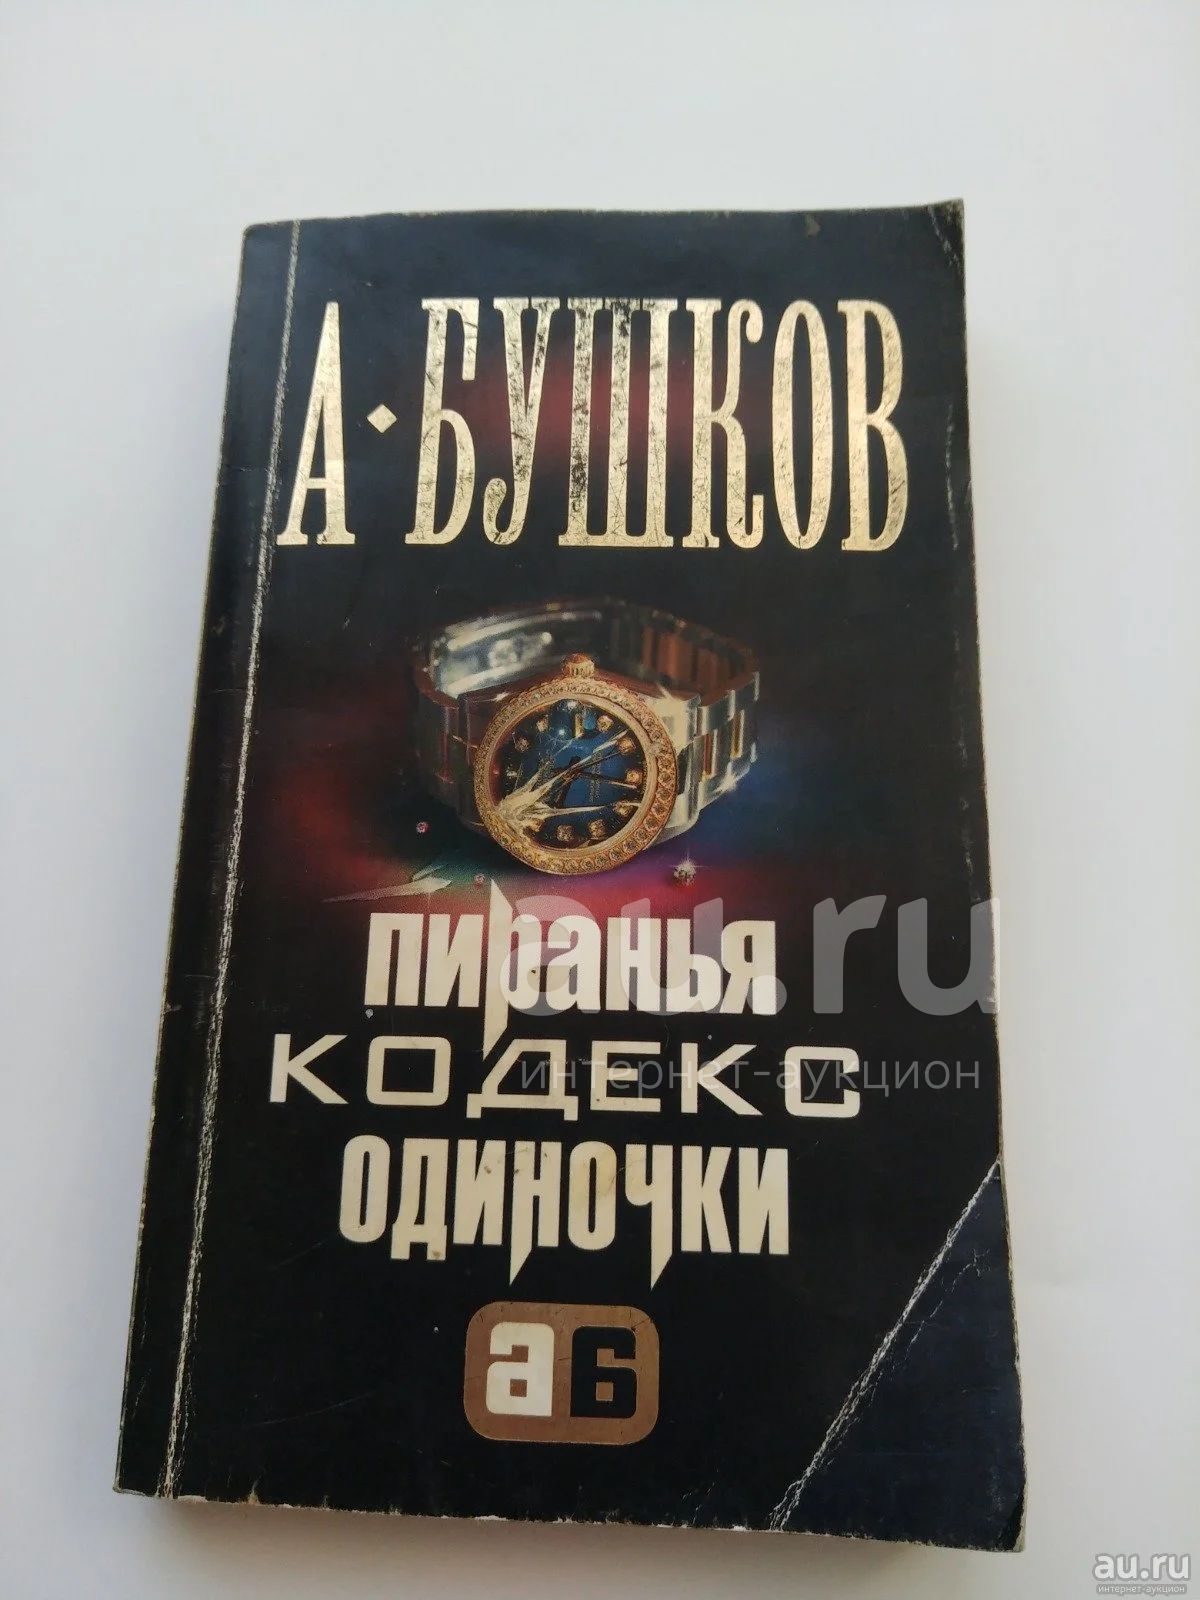 А·БУШКОВ
ПИРАНЬЯ
au.ru
КОДЕКС
интернет-аукцион
ОДИНОЧКИ
аБ
au.ru
интернет-аукцион